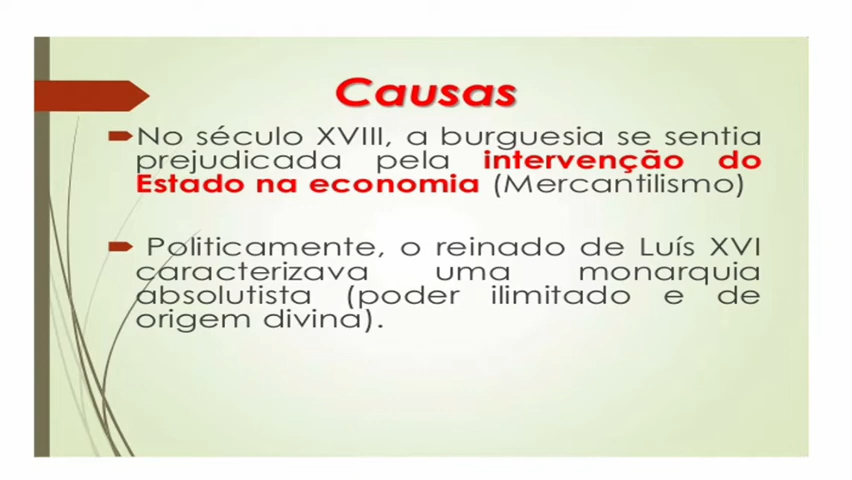 Causas
No século XVIII, a burguesia se sentia
prejudicada pela intervenção do
Estado na economia (Mercantilismo)
Politicamente, o reinado de Luís XVI
caracterizava uma monarquia
absolutista (poder ilimitado e de
origem divina).